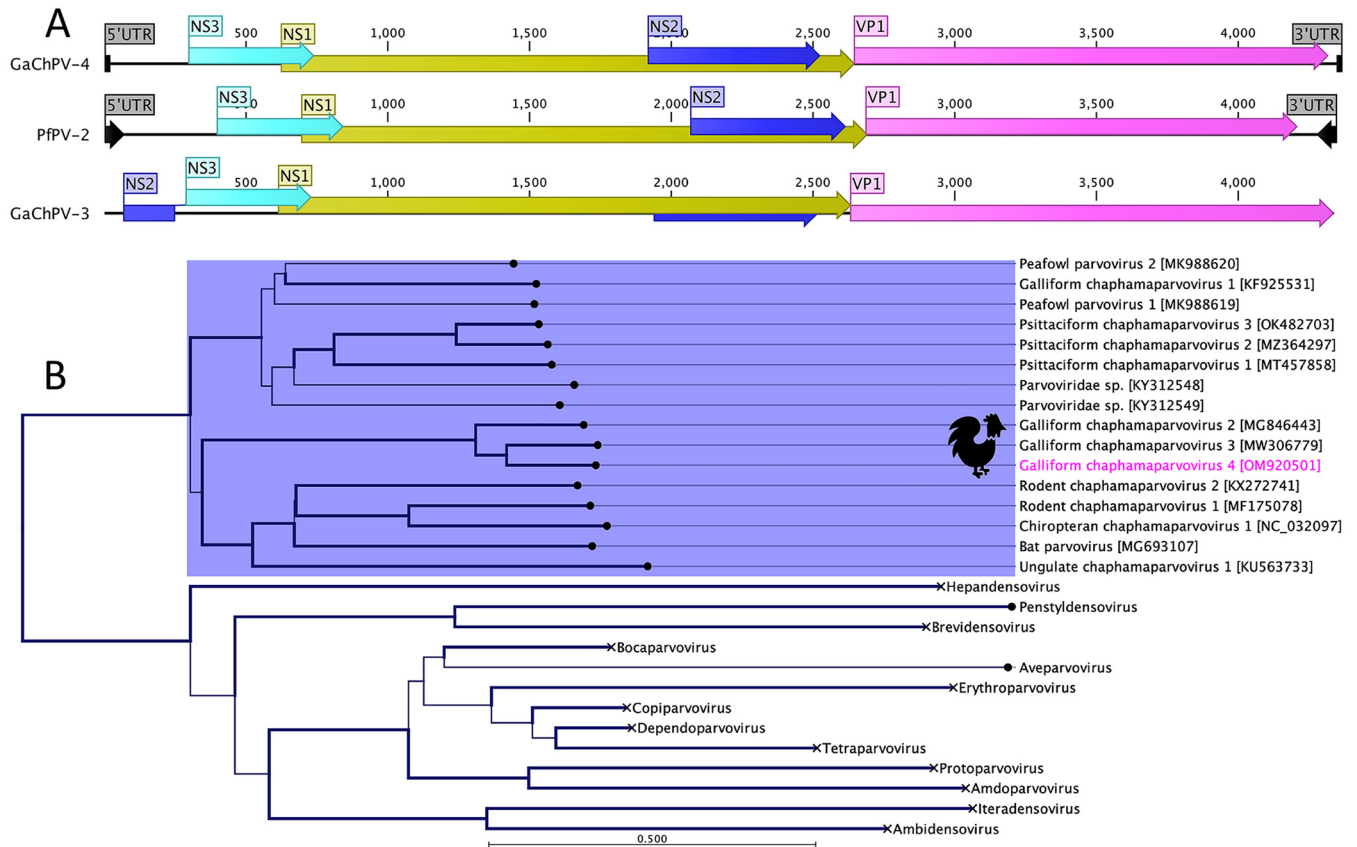 A
5'UTR NS3 500 NS1 1,000 1,500 NS2 2,000 2,500 VP1 3,000 3,500 4,000 3'UTR
GaChPV-4
5'UTR NS3 NS1 1,000 1,500 2,000 NS2 2,500 VP1 3,000 3,500 4,000 3'UTR
PfPV-2
NS2 NS3 500 NS1 1,000 1,500 2,000 2,500 VP1 3,000 3,500 4,000
GaChPV-3
B
Peafowl parvovirus 2 [MK988620]
Galliform chaphamaparvovirus 1 [KF925531]
Peafowl parvovirus 1 [MK988619]
Psittaciform chaphamaparvovirus 3 [OK482703]
Psittaciform chaphamaparvovirus 2 [MZ364297]
Psittaciform chaphamaparvovirus 1 [MT457858]
Parvoviridae sp. [KY312548]
Parvoviridae sp. [KY312549]
Galliform chaphamaparvovirus 2 [MG846443]
Galliform chaphamaparvovirus 3 [MW306779]
Galliform chaphamaparvovirus 4 [OM920501]
Rodent chaphamaparvovirus 2 [KX272741]
Rodent chaphamaparvovirus 1 [MF175078]
Chiropteran chaphamaparvovirus 1 [NC_032097]
Bat parvovirus [MG693107]
Ungulate chaphamaparvovirus 1 [KU563733]
Hepandensovirus
Penstyldensovirus
Brevidensovirus
Bocaparvovirus
Aveparvovirus
Erythroparvovirus
Copiparvovirus
Dependoparvovirus
Tetraparvovirus
Protoparvovirus
Amdoparvovirus
Iteradensovirus
Ambidensovirus
0.500